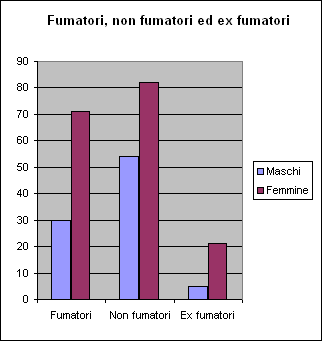 Fumatori, non fumatori ed ex fumatori
90
80
70
60
50
40
30
20
10
0
Fumatori Non fumatori Ex fumatori
Maschi
Femmine